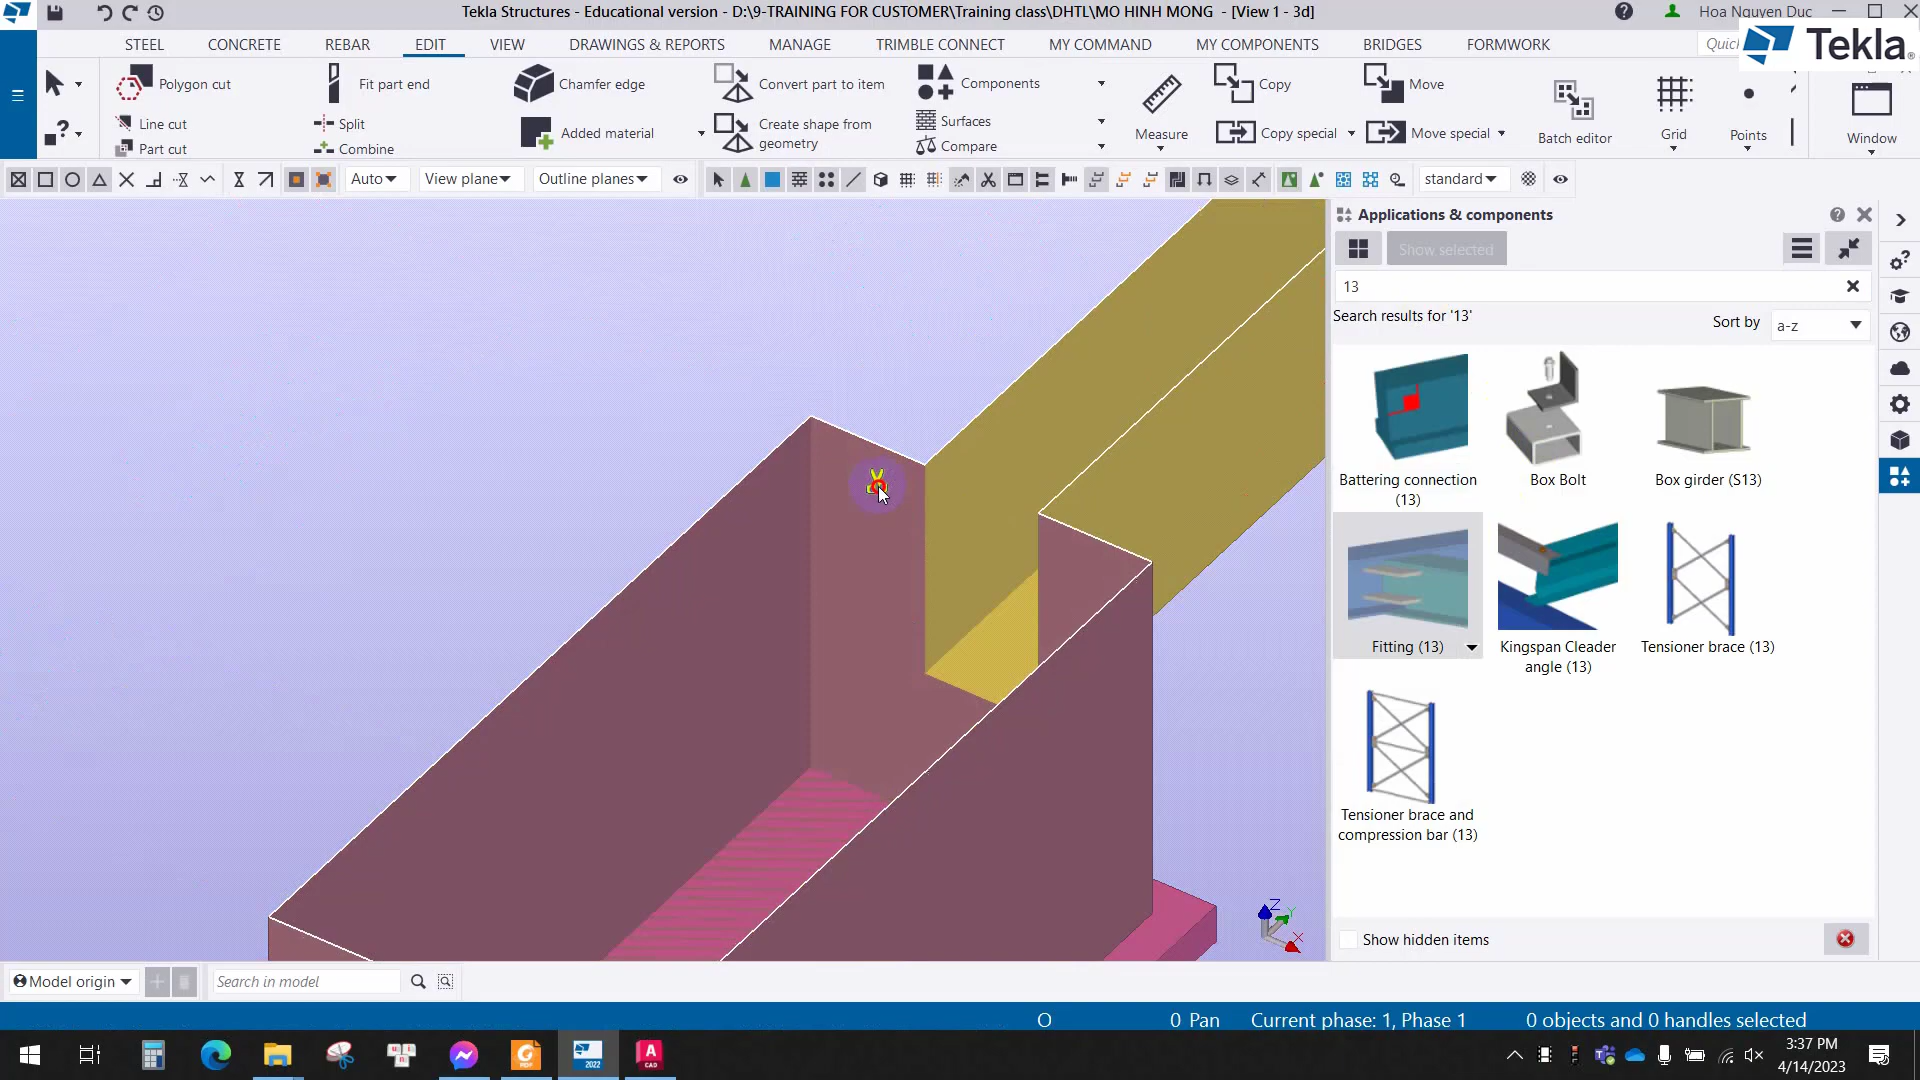 Tekla Structures - Educational version - D:\9-TRAINING FOR CUSTOMER\Training class\DHTL\MO HINH MONG - [View 1 - 3d]
Hoa Nguyen Duc
STEEL CONCRETE REBAR EDIT VIEW DRAWINGS & REPORTS MANAGE TRIMBLE CONNECT MY COMMAND MY COMPONENTS BRIDGES FORMWORK
Quic
Tekla
Polygon cut
Line cut
Part cut
Fit part end
Split
Combine
Chamfer edge
Added material
Convert part to item
Create shape from
geometry
Components
Surfaces
Compare
Measure
Copy
Copy special
Move
Move special
Batch editor
Grid
Points
Window
Auto
View plane
Outline planes
standard
Applications & components
Show selected
13
Search results for '13'
Sort by
a-z
Battering connection
(13)
Box Bolt
Box girder (S13)
Fitting (13)
Kingspan Cleader
angle (13)
Tensioner brace (13)
Tensioner brace and
compression bar (13)
Z
Y
X
Show hidden items
Model origin
Search in model
O
0 Pan
Current phase: 1, Phase 1
0 objects and 0 handles selected
2022
CAD
3:37 PM
4/14/2023